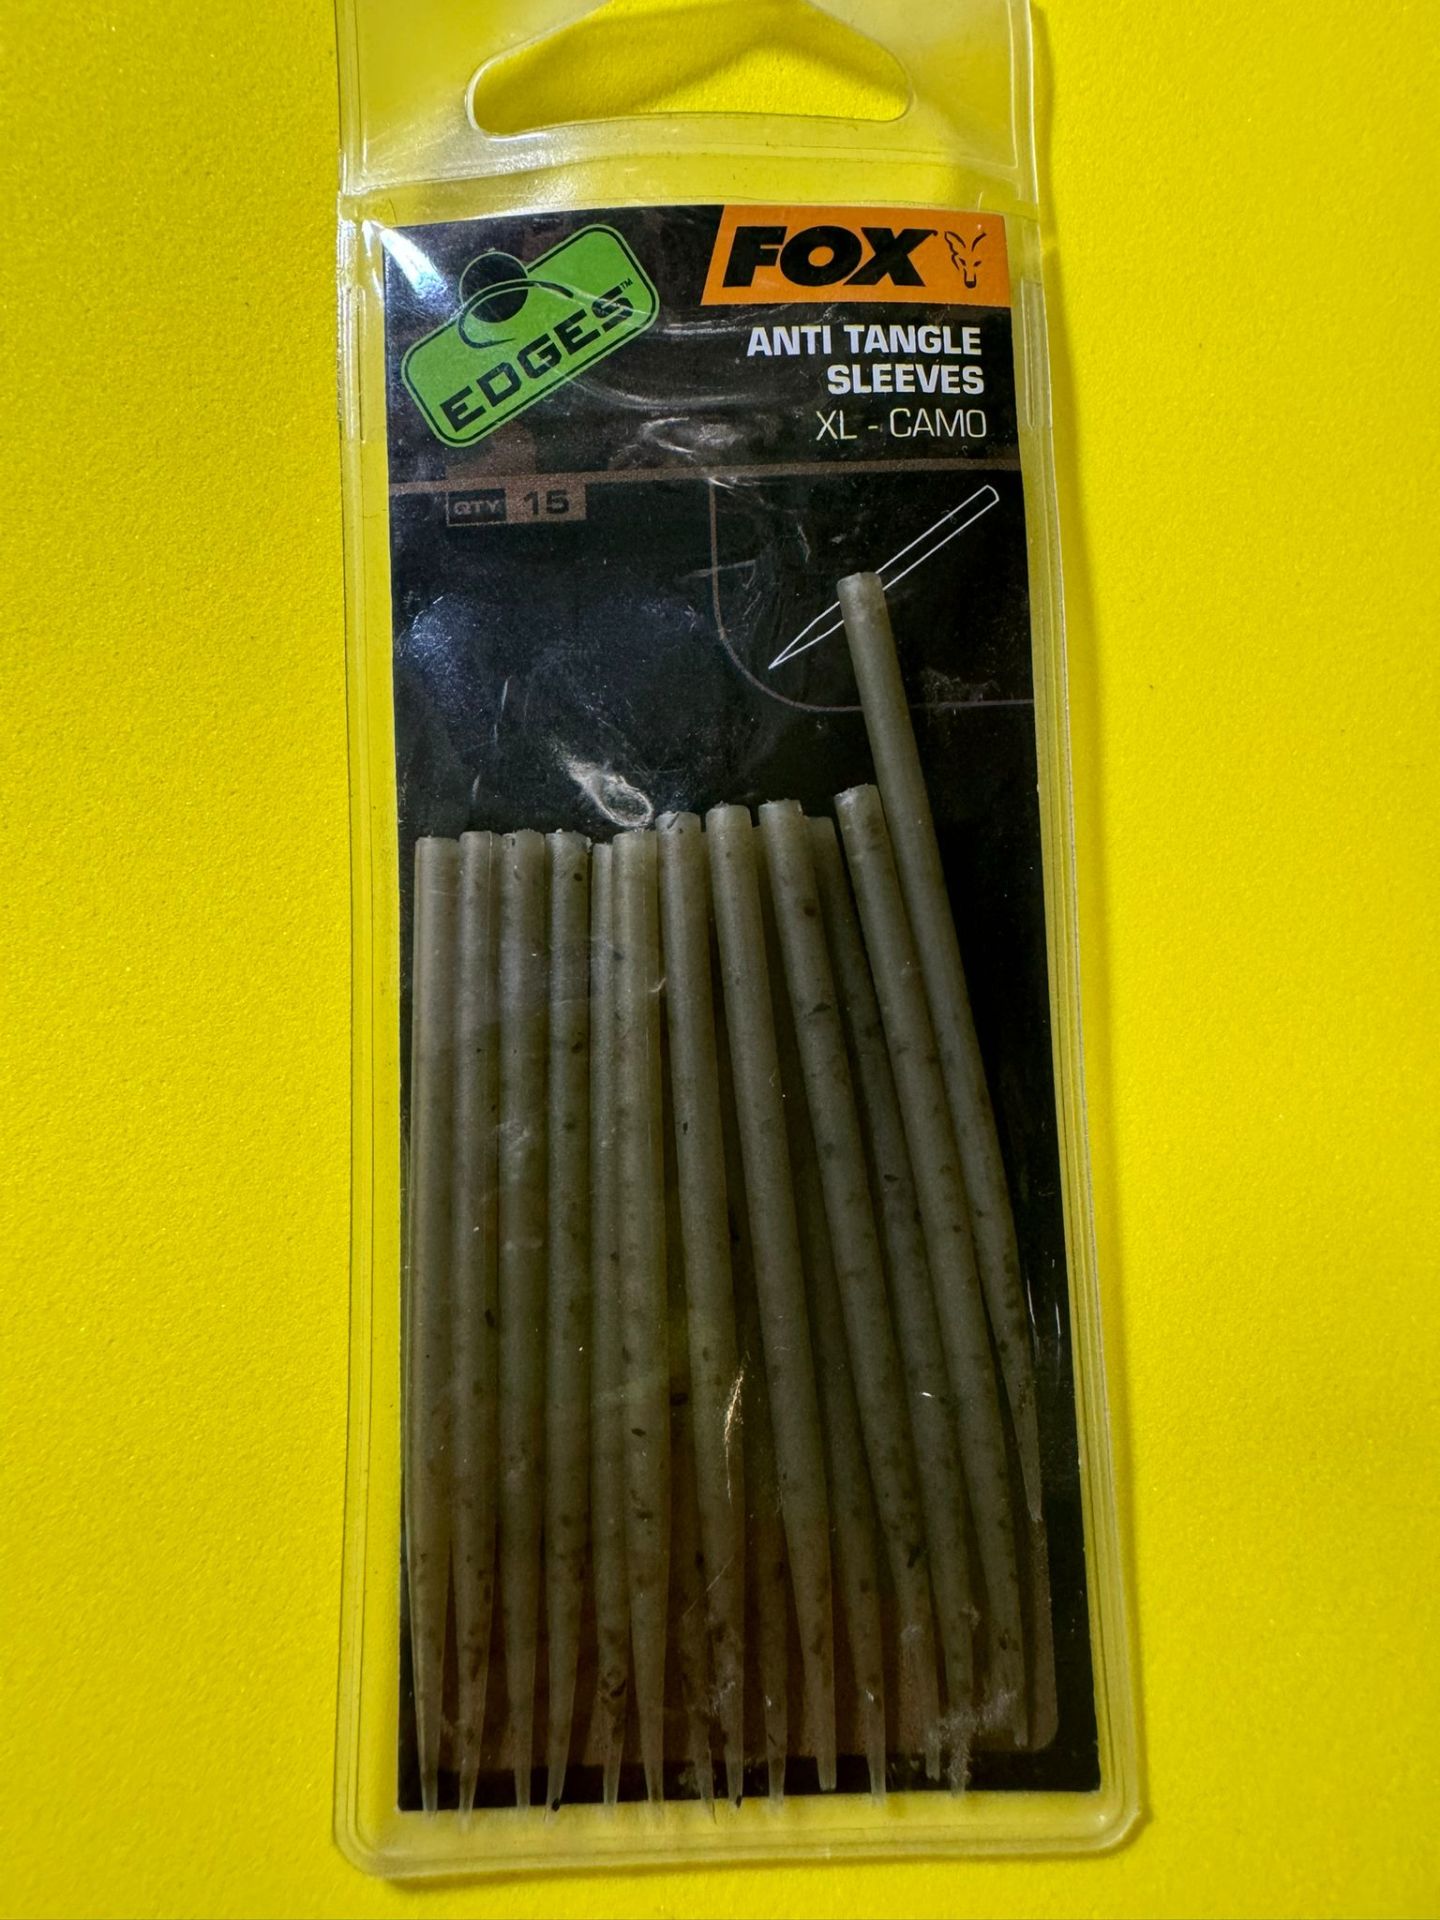 FOX
EDGES™
ANTI TANGLE
SLEEVES
XL - CAMO
QTY 15